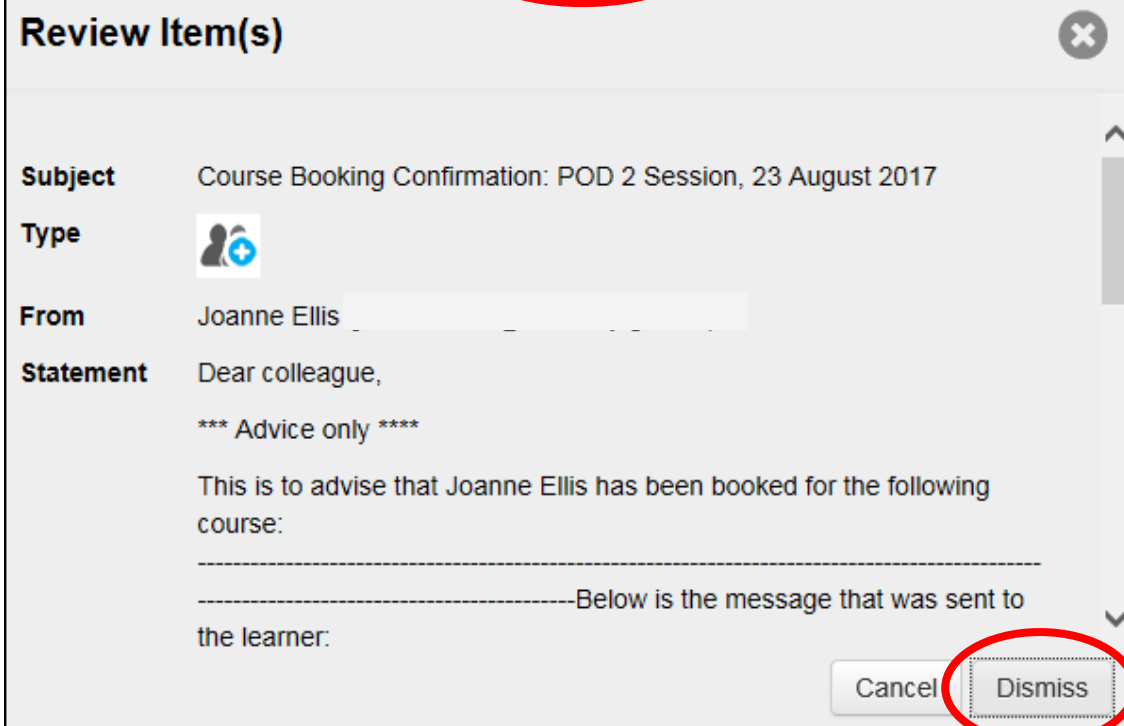 Review Item(s)
Subject Course Booking Confirmation: POD 2 Session, 23 August 2017
Type
From Joanne Ellis
Statement Dear colleague,
*** Advice only ****
This is to advise that Joanne Ellis has been booked for the following
course:
------------------------------------------------------------------------------------------
----------------------------------------Below is the message that was sent to
the learner:
Cancel Dismiss